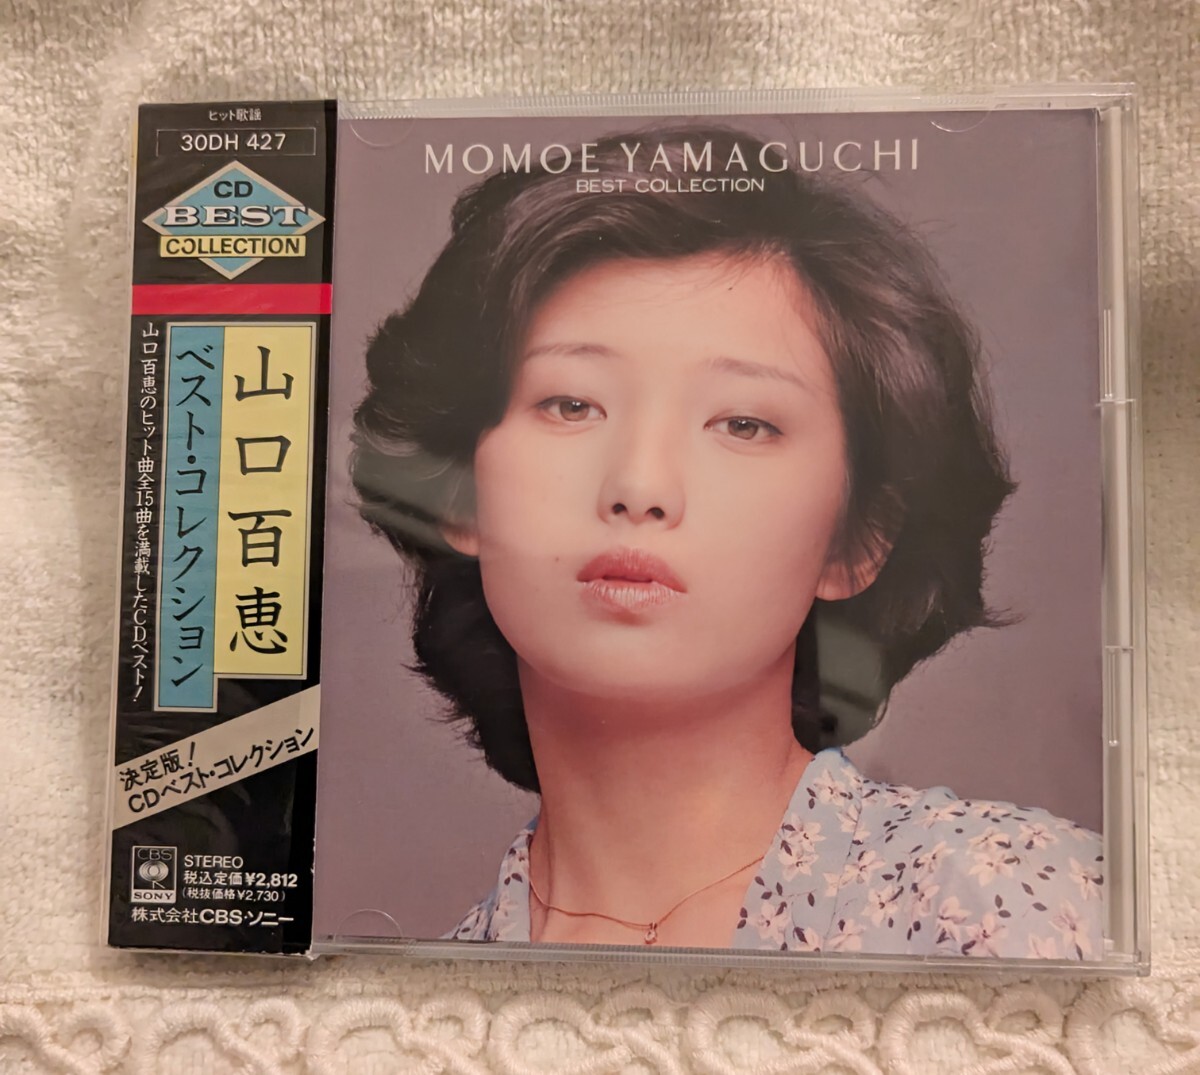 ヒット歌謡
30DH 427
CD
BEST
COLLECTION
山口百恵
ベスト・コレクション
山口百恵のヒット曲全15曲を満載したCDベスト!
決定版!
CDベスト・コレクション
CBS
SONY
STEREO
税込定価¥2,812
(税抜価格¥2,730)
株式会社CBS・ソニー
MOMOE YAMAGUCHI
BEST COLLECTION